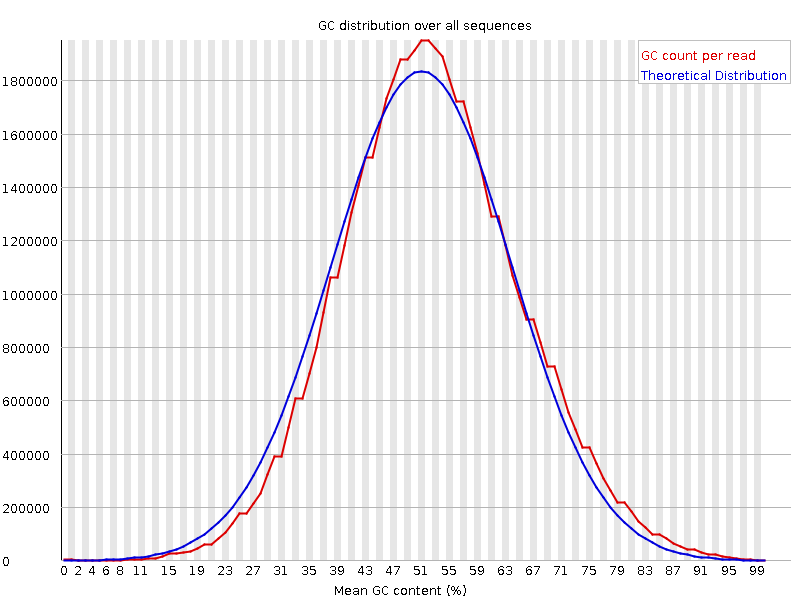 GC distribution over all sequences
GC count per read
Theoretical Distribution
1800000
1600000
1400000
1200000
1000000
800000
600000
400000
200000
0
0 2 4 6 8 11 15 19 23 27 31 35 39 43 47 51 55 59 63 67 71 75 79 83 87 91 95 99
Mean GC content (%)